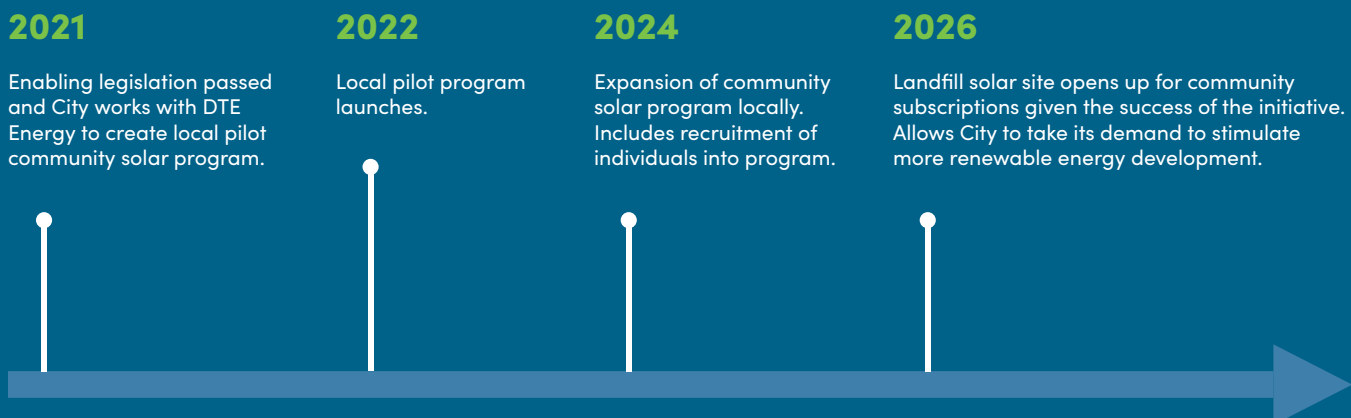 2021
Enabling legislation passed
and City works with DTE
Energy to create local pilot
community solar program.
2022
Local pilot program
launches.
2024
Expansion of community
solar program locally.
Includes recruitment of
individuals into program.
2026
Landfill solar site opens up for community
subscriptions given the success of the initiative.
Allows City to take its demand to stimulate
more renewable energy development.